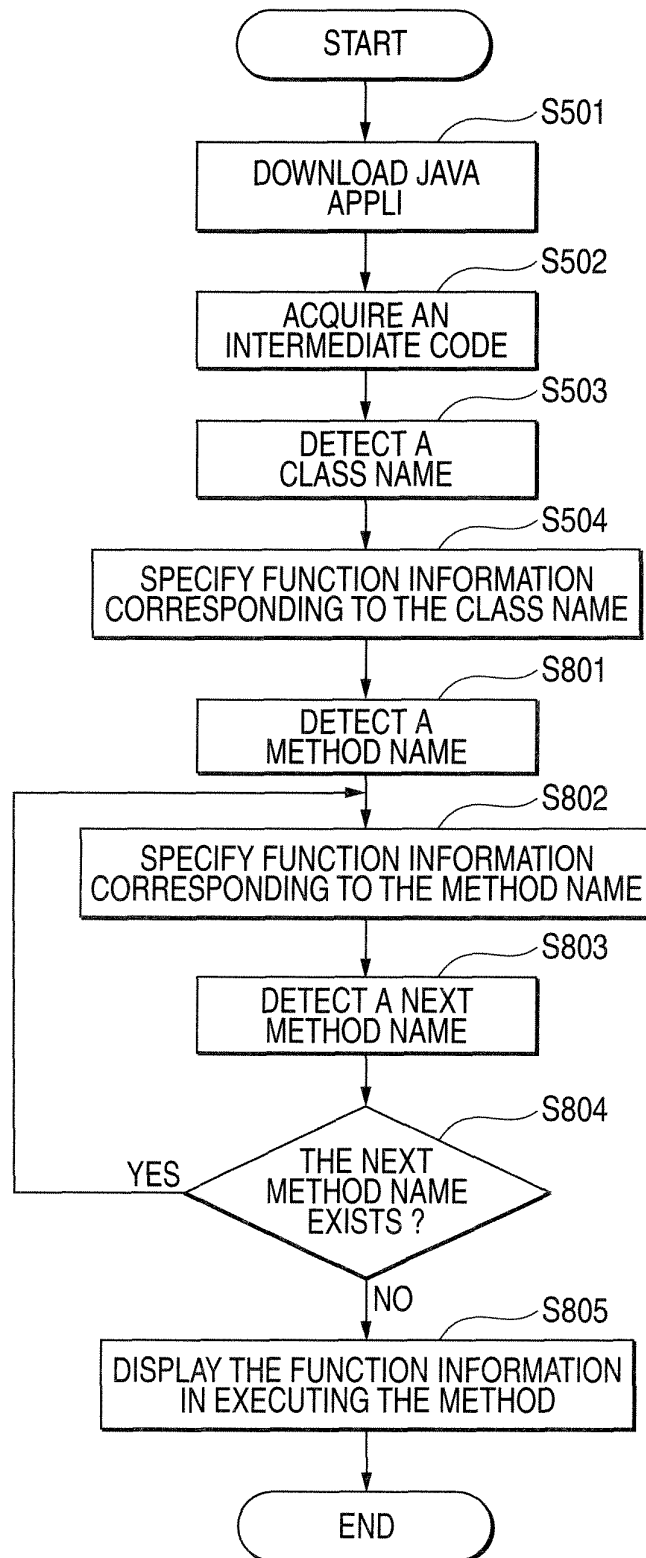 START
S501
DOWNLOAD JAVA
APPLI
S502
ACQUIRE AN
INTERMEDIATE CODE
S503
DETECT A
CLASS NAME
S504
SPECIFY FUNCTION INFORMATION
CORRESPONDING TO THE CLASS NAME
S801
DETECT A
METHOD NAME
S802
SPECIFY FUNCTION INFORMATION
CORRESPONDING TO THE METHOD NAME
S803
DETECT A NEXT
METHOD NAME
S804
YES
THE NEXT
METHOD NAME
EXISTS ?
NO
S805
DISPLAY THE FUNCTION INFORMATION
IN EXECUTING THE METHOD
END